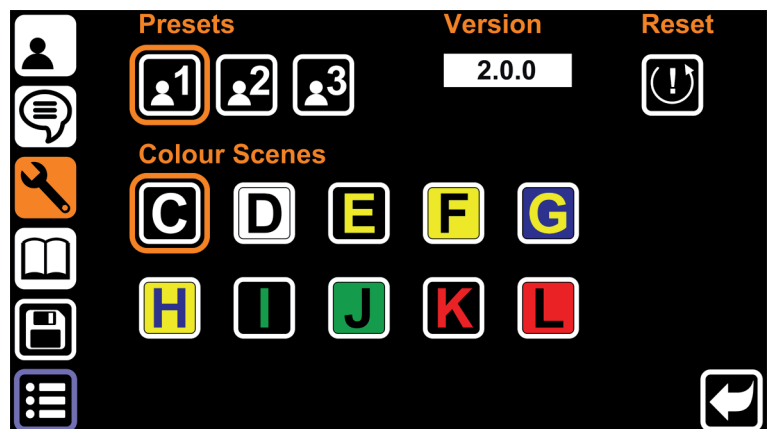 Presets Version Reset
1 2 3 2.0.0 !
Colour Scenes
C D E F G
H I J K L